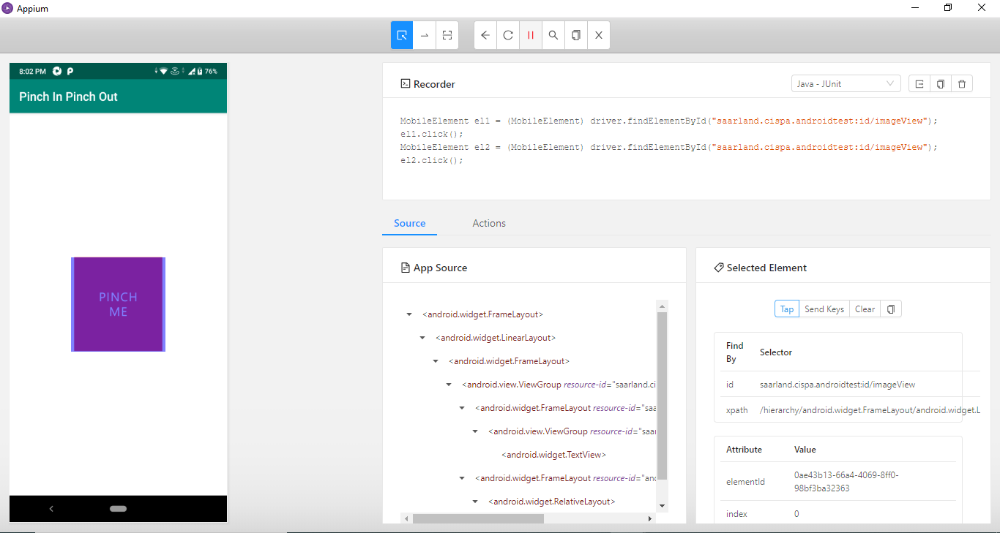 Appium
8:02 PM
76%
Pinch In Pinch Out
PINCH
ME
Recorder
Java - JUnit
MobileElement el1 = (MobileElement) driver.findElementById("saarland.cispa.androidtest:id/imageView");
el1.click();
MobileElement el2 = (MobileElement) driver.findElementById("saarland.cispa.androidtest:id/imageView");
el2.click();
Source
Actions
App Source
<android.widget.FrameLayout>
<android.widget.LinearLayout>
<android.widget.FrameLayout>
<android.view.ViewGroup resource-id="saarland.ci
<android.widget.FrameLayout resource-id="saa
<android.view.ViewGroup resource-id="saar
<android.widget.TextView>
<android.widget.FrameLayout resource-id="and
<android.widget.RelativeLayout>
Selected Element
Tap
Send Keys
Clear
Find
By
Selector
id
saarland.cispa.androidtest:id/imageView
xpath
/hierarchy/android.widget.FrameLayout/android.widget.L
Attribute
Value
elementId
0ae43b13-66a4-4069-8ff0-
98bf3ba32363
index
0